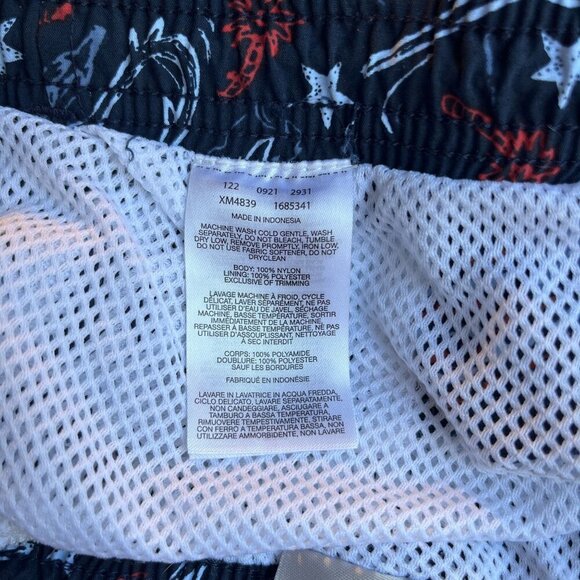 122 0921 2931
XM4839 1685341
MADE IN INDONESIA
MACHINE WASH COLD GENTLE, WASH
SEPARATELY, DO NOT BLEACH, TUMBLE
DRY LOW, REMOVE PROMPTLY, IRON LOW,
DO NOT USE FABRIC SOFTENER, DO NOT
DRYCLEAN
BODY: 100% NYLON
LINING: 100% POLYESTER
EXCLUSIVE OF TRIMMING
LAVAGE MACHINE À FROID, CYCLE
DÉLICAT, LAVER SÉPARÉMENT, NE PAS
UTILISER D'EAU DE JAVEL, SÉCHAGE
MACHINE, BASSE TEMPÉRATURE, SORTIR
IMMÉDIATEMENT DE LA MACHINE,
REPASSER À BASSE TEMPÉRATURE, NE PAS
UTILISER D'ASSOUPLISSANT, NETTOYAGE
À SEC INTERDIT
CORPS: 100% POLYAMIDE
DOUBLURE: 100% POLYESTER
SAUF LES BORDURES
FABRIQUÉ EN INDONÉSIE
LAVARE IN LAVATRICE IN ACQUA FREDDA,
CICLO DELICATO, LAVARE SEPARATAMENTE,
NON CANDEGGIARE, ASCIUGARE A
TAMBURO A BASSA TEMPERATURA,
RIMUOVERE TEMPESTIVAMENTE, STIRARE
CON FERRO A TEMPERATURA BASSA, NON
UTILIZZARE AMMORBIDENTE, NON LAVARE